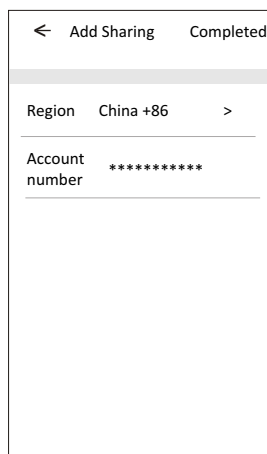 ← Add Sharing Completed
Region China +86 >
Account
number ***********